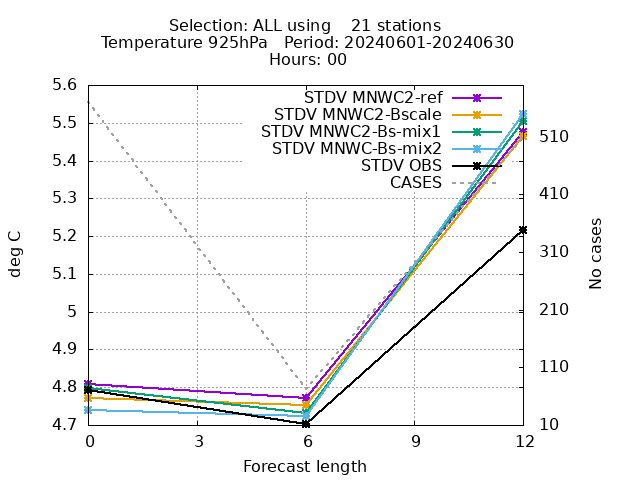 Selection: ALL using    21 stations
Temperature 925hPa   Period: 20240601-20240630
Hours: 00
STDV MNWC2-ref
STDV MNWC2-Bscale
STDV MNWC2-Bs-mix1
STDV MNWC-Bs-mix2
STDV OBS
CASES
deg C
5.6
5.5
5.4
5.3
5.2
5.1
5
4.9
4.8
4.7
0
3
6
9
12
Forecast length
510
410
310
210
110
10
No cases